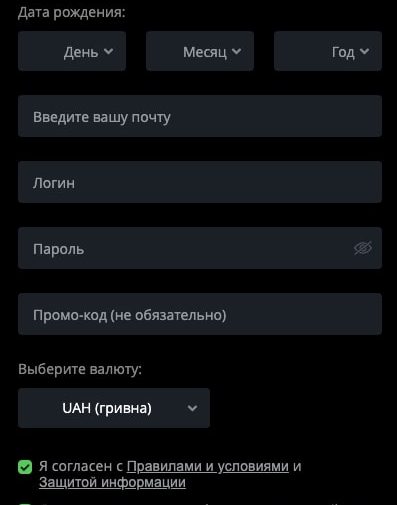 Дата рождения:
День Месяц Год
Введите вашу почту
Логин
Пароль
Промо-код (не обязательно)
Выберите валюту:
UAH (гривна)
Я согласен с Правилами и условиями и
Защитой информации